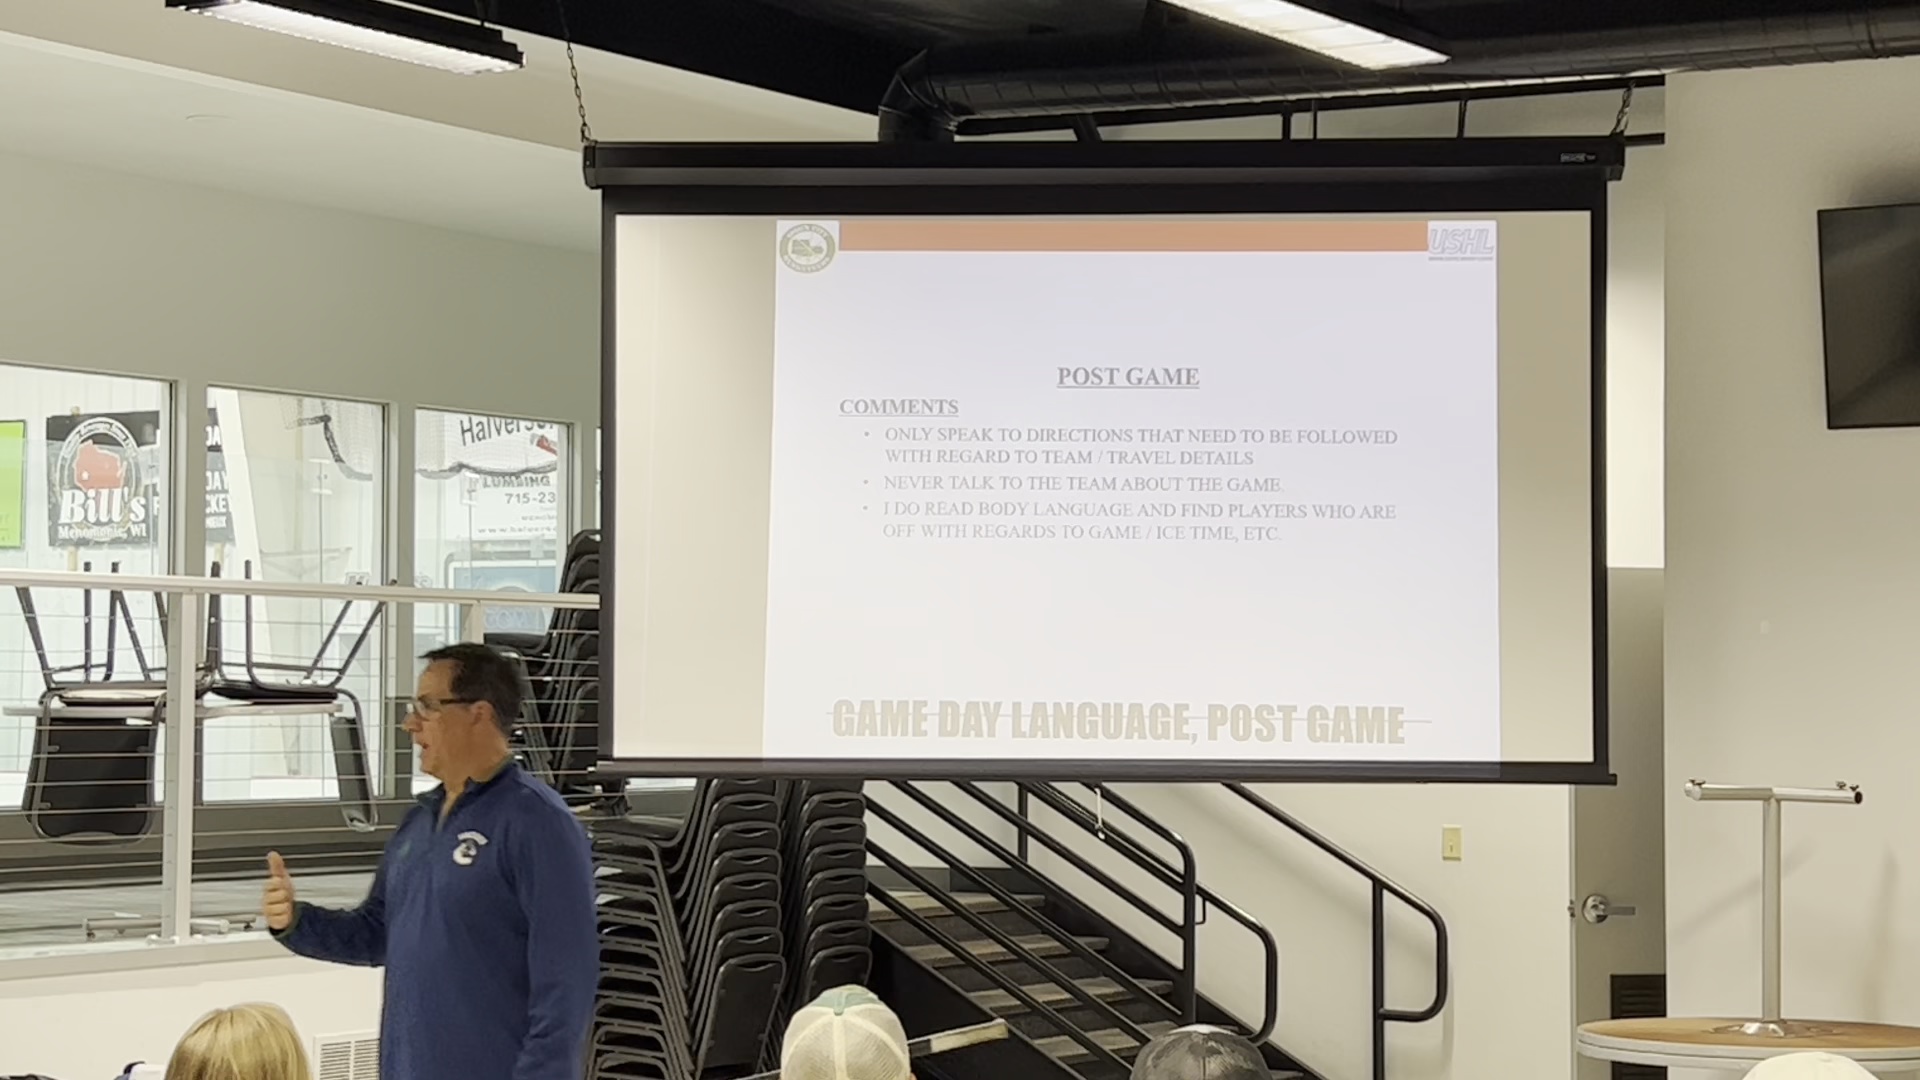 USHL
POST GAME
COMMENTS
• ONLY SPEAK TO DIRECTIONS THAT NEED TO BE FOLLOWED
WITH REGARD TO TEAM / TRAVEL DETAILS
• NEVER TALK TO THE TEAM ABOUT THE GAME.
• I DO READ BODY LANGUAGE AND FIND PLAYERS WHO ARE
OFF WITH REGARDS TO GAME / ICE TIME, ETC.
GAME DAY LANGUAGE, POST GAME
Bill's
Menomonie, WI
Halverson
LUMBING
715-23